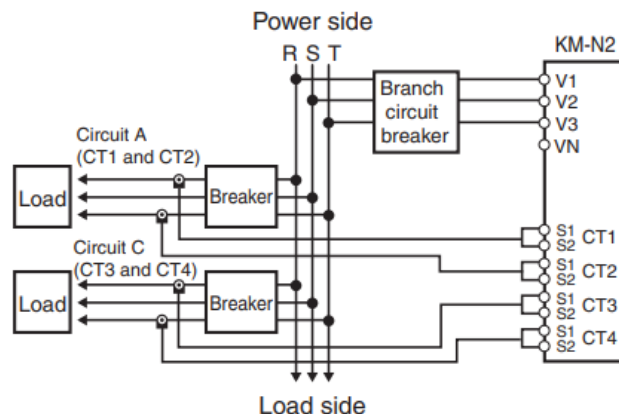 Power side
R S T
KM-N2
Branch
circuit
breaker
V1
V2
V3
VN
Circuit A
(CT1 and CT2)
Load
Breaker
S1
S2
CT1
S1
S2
CT2
Circuit C
(CT3 and CT4)
Load
Breaker
S1
S2
CT3
S1
S2
CT4
Load side